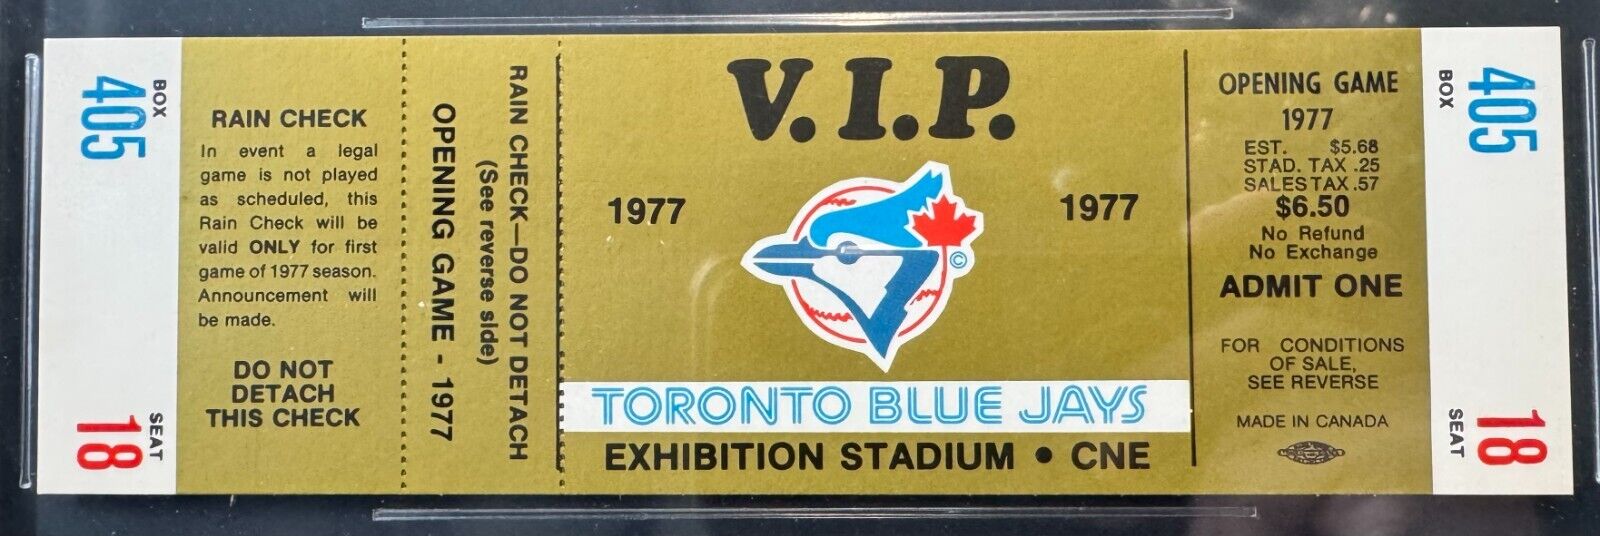 BOX
405
SEAT
18
RAIN CHECK
In event a legal
game is not played
as scheduled, this
Rain Check will be
valid ONLY for first
game of 1977 season.
Announcement will
be made.
DO NOT
DETACH
THIS CHECK
OPENING GAME - 1977
RAIN CHECK—DO NOT DETACH
(See reverse side)
V.I.P.
1977
1977
©
TORONTO BLUE JAYS
EXHIBITION STADIUM • CNE
OPENING GAME
1977
EST. $5.68
STAD. TAX .25
SALES TAX .57
$6.50
No Refund
No Exchange
ADMIT ONE
FOR CONDITIONS
OF SALE,
SEE REVERSE
MADE IN CANADA
BOX
405
SEAT
18